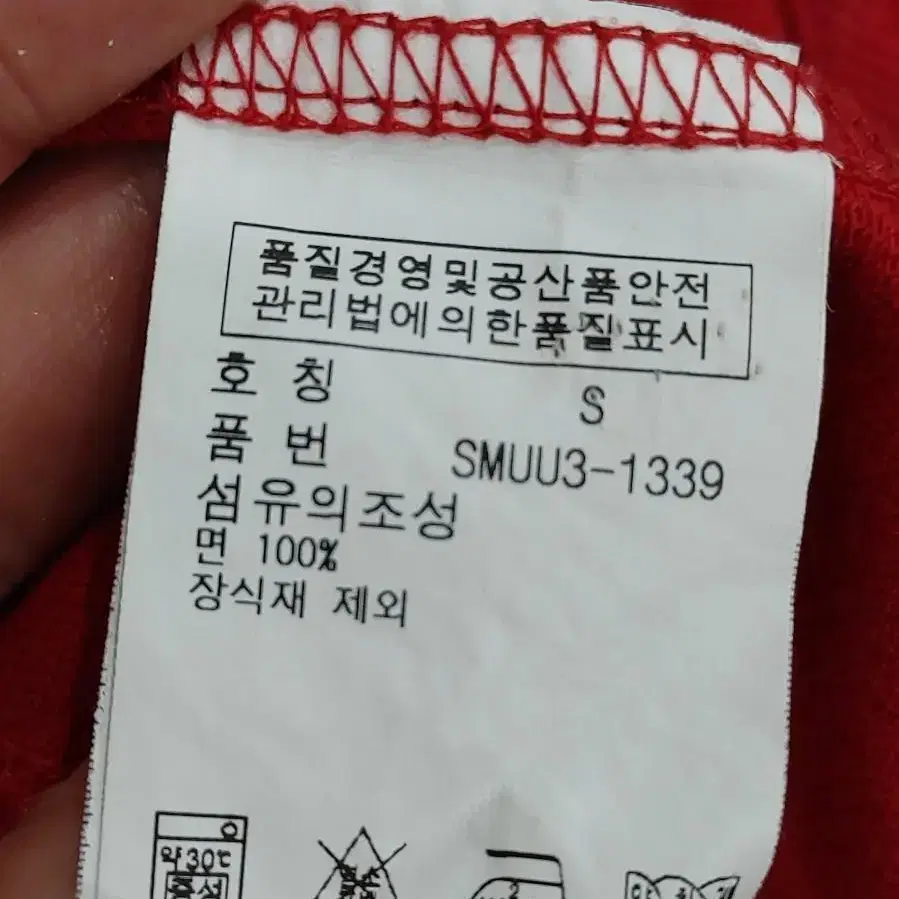 품질경영및공산품안전
관리법에의한품질표시
호 칭 S
품 번 SMUU3-1339
섬유의조성
면 100%
장식재 제외
약30℃
중성